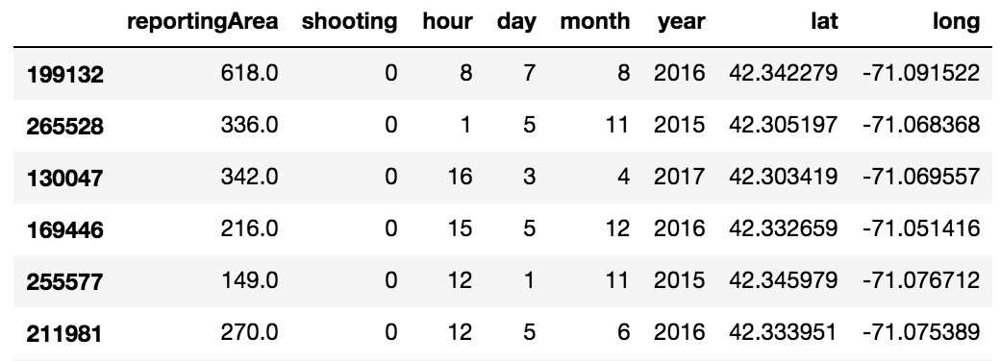 reportingArea shooting hour day month year lat long
199132 618.0 0 8 7 8 2016 42.342279 -71.091522
265528 336.0 0 1 5 11 2015 42.305197 -71.068368
130047 342.0 0 16 3 4 2017 42.303419 -71.069557
169446 216.0 0 15 5 12 2016 42.332659 -71.051416
255577 149.0 0 12 1 11 2015 42.345979 -71.076712
211981 270.0 0 12 5 6 2016 42.333951 -71.075389